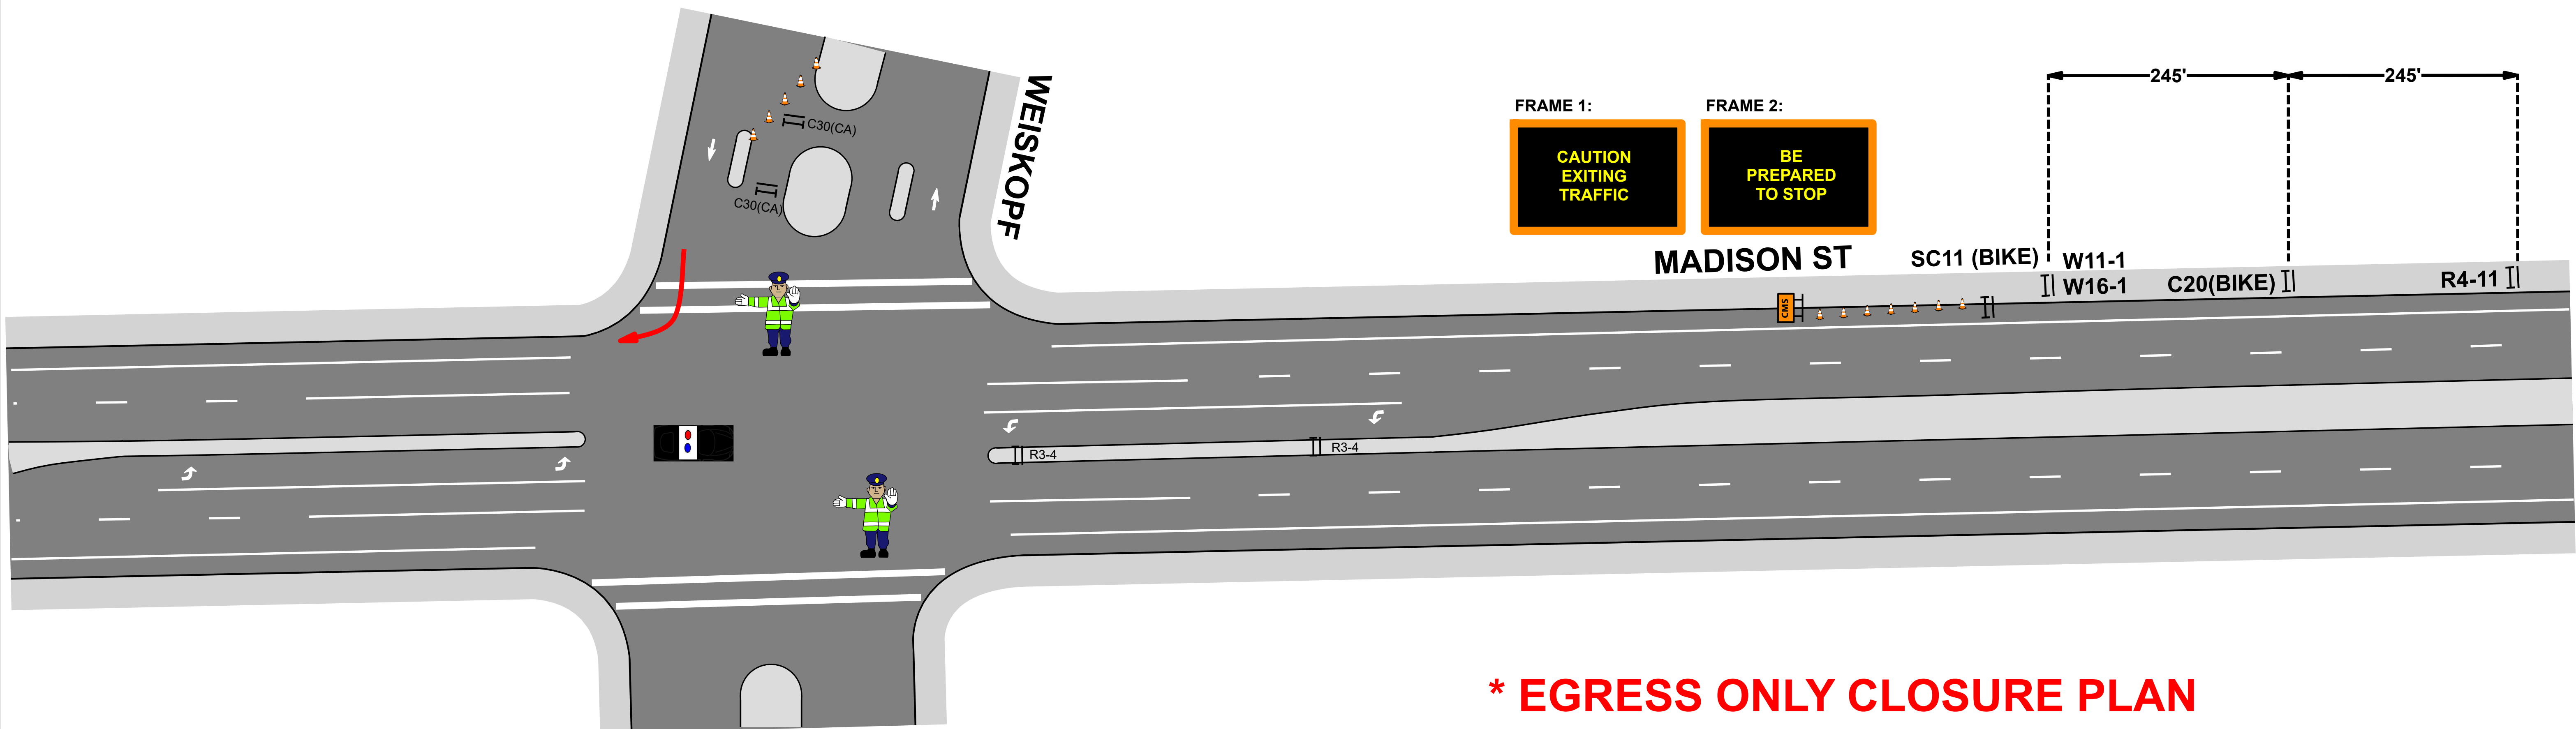 245'
245'
WEISKOPF
FRAME 1:
FRAME 2:
CAUTION
EXITING
TRAFFIC
BE
PREPARED
TO STOP
C30(CA)
C30(CA)
MADISON ST
SC11 (BIKE)
W11-1
W16-1
C20(BIKE)
R4-11
CMS
R3-4
R3-4
* EGRESS ONLY CLOSURE PLAN